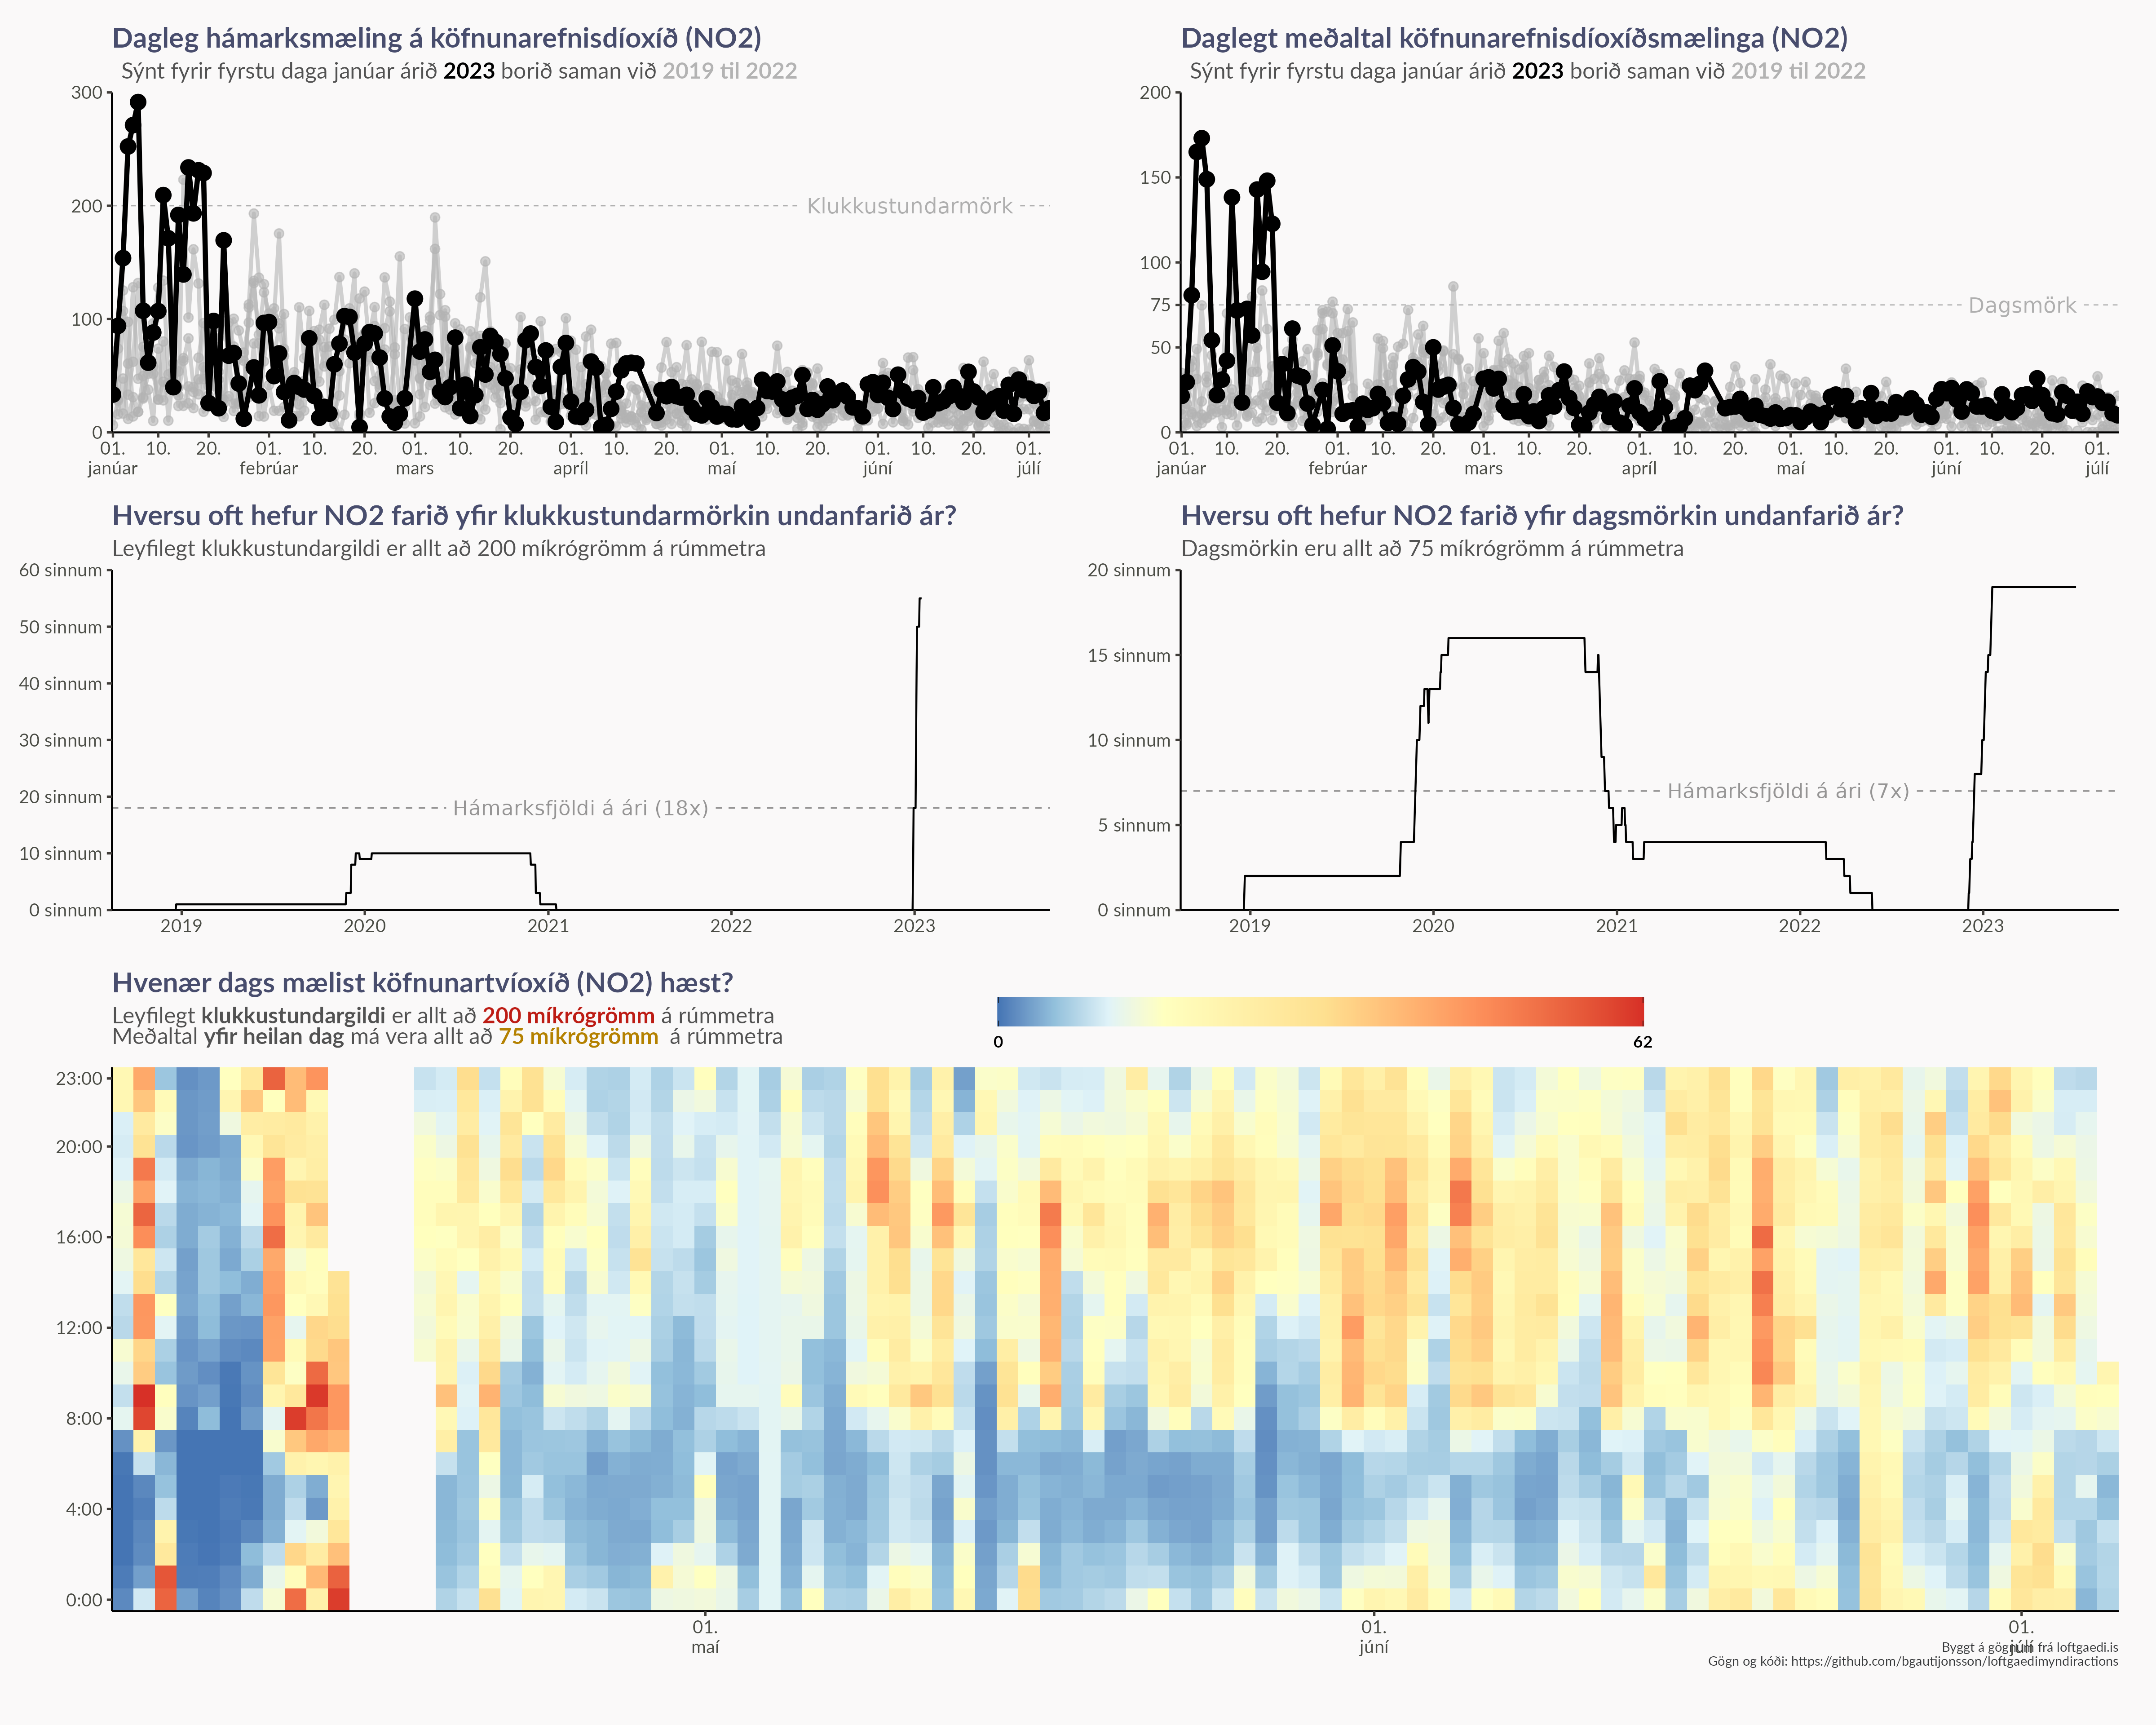 Dagleg hámarksmæling á köfnunarefnisdíoxíð (NO2)
Sýnt fyrir fyrstu daga janúar árið 2023 borið saman við 2019 til 2022
300
200
100
0
Klukkustundarmörk
01. 10. 20. 01. 10. 20. 01. 10. 20. 01. 10. 20. 01. 10. 20. 01. 10. 20. 01.
janúar febrúar mars apríl maí júní júlí
Daglegt meðaltal köfnunarefnisdíoxíðsmælinga (NO2)
Sýnt fyrir fyrstu daga janúar árið 2023 borið saman við 2019 til 2022
200
150
100
75
50
0
Dagsmörk
01. 10. 20. 01. 10. 20. 01. 10. 20. 01. 10. 20. 01. 10. 20. 01. 10. 20. 01.
janúar febrúar mars apríl maí júní júlí
Hversu oft hefur NO2 farið yfir klukkustundarmörkin undanfarið ár?
Leyfilegt klukkustundargildi er allt að 200 míkrógrömm á rúmmetra
60 sinnum
50 sinnum
40 sinnum
30 sinnum
20 sinnum
10 sinnum
0 sinnum
Hámarksfjöldi á ári (18x)
2019 2020 2021 2022 2023
Hversu oft hefur NO2 farið yfir dagsmörkin undanfarið ár?
Dagsmörkin eru allt að 75 míkrógrömm á rúmmetra
20 sinnum
15 sinnum
10 sinnum
5 sinnum
0 sinnum
Hámarksfjöldi á ári (7x)
2019 2020 2021 2022 2023
Hvenær dags mælist köfnunartvíoxíð (NO2) hæst?
Leyfilegt klukkustundargildi er allt að 200 míkrógrömm á rúmmetra
Meðaltal yfir heilan dag má vera allt að 75 míkrógrömm á rúmmetra
0 62
23:00
20:00
16:00
12:00
8:00
4:00
0:00
01. 01. 01.
maí júní júlí
Byggt á gögnum frá loftgaedi.is
Gögn og kóði: https://github.com/bgautijonsson/loftgaedimyndiractions